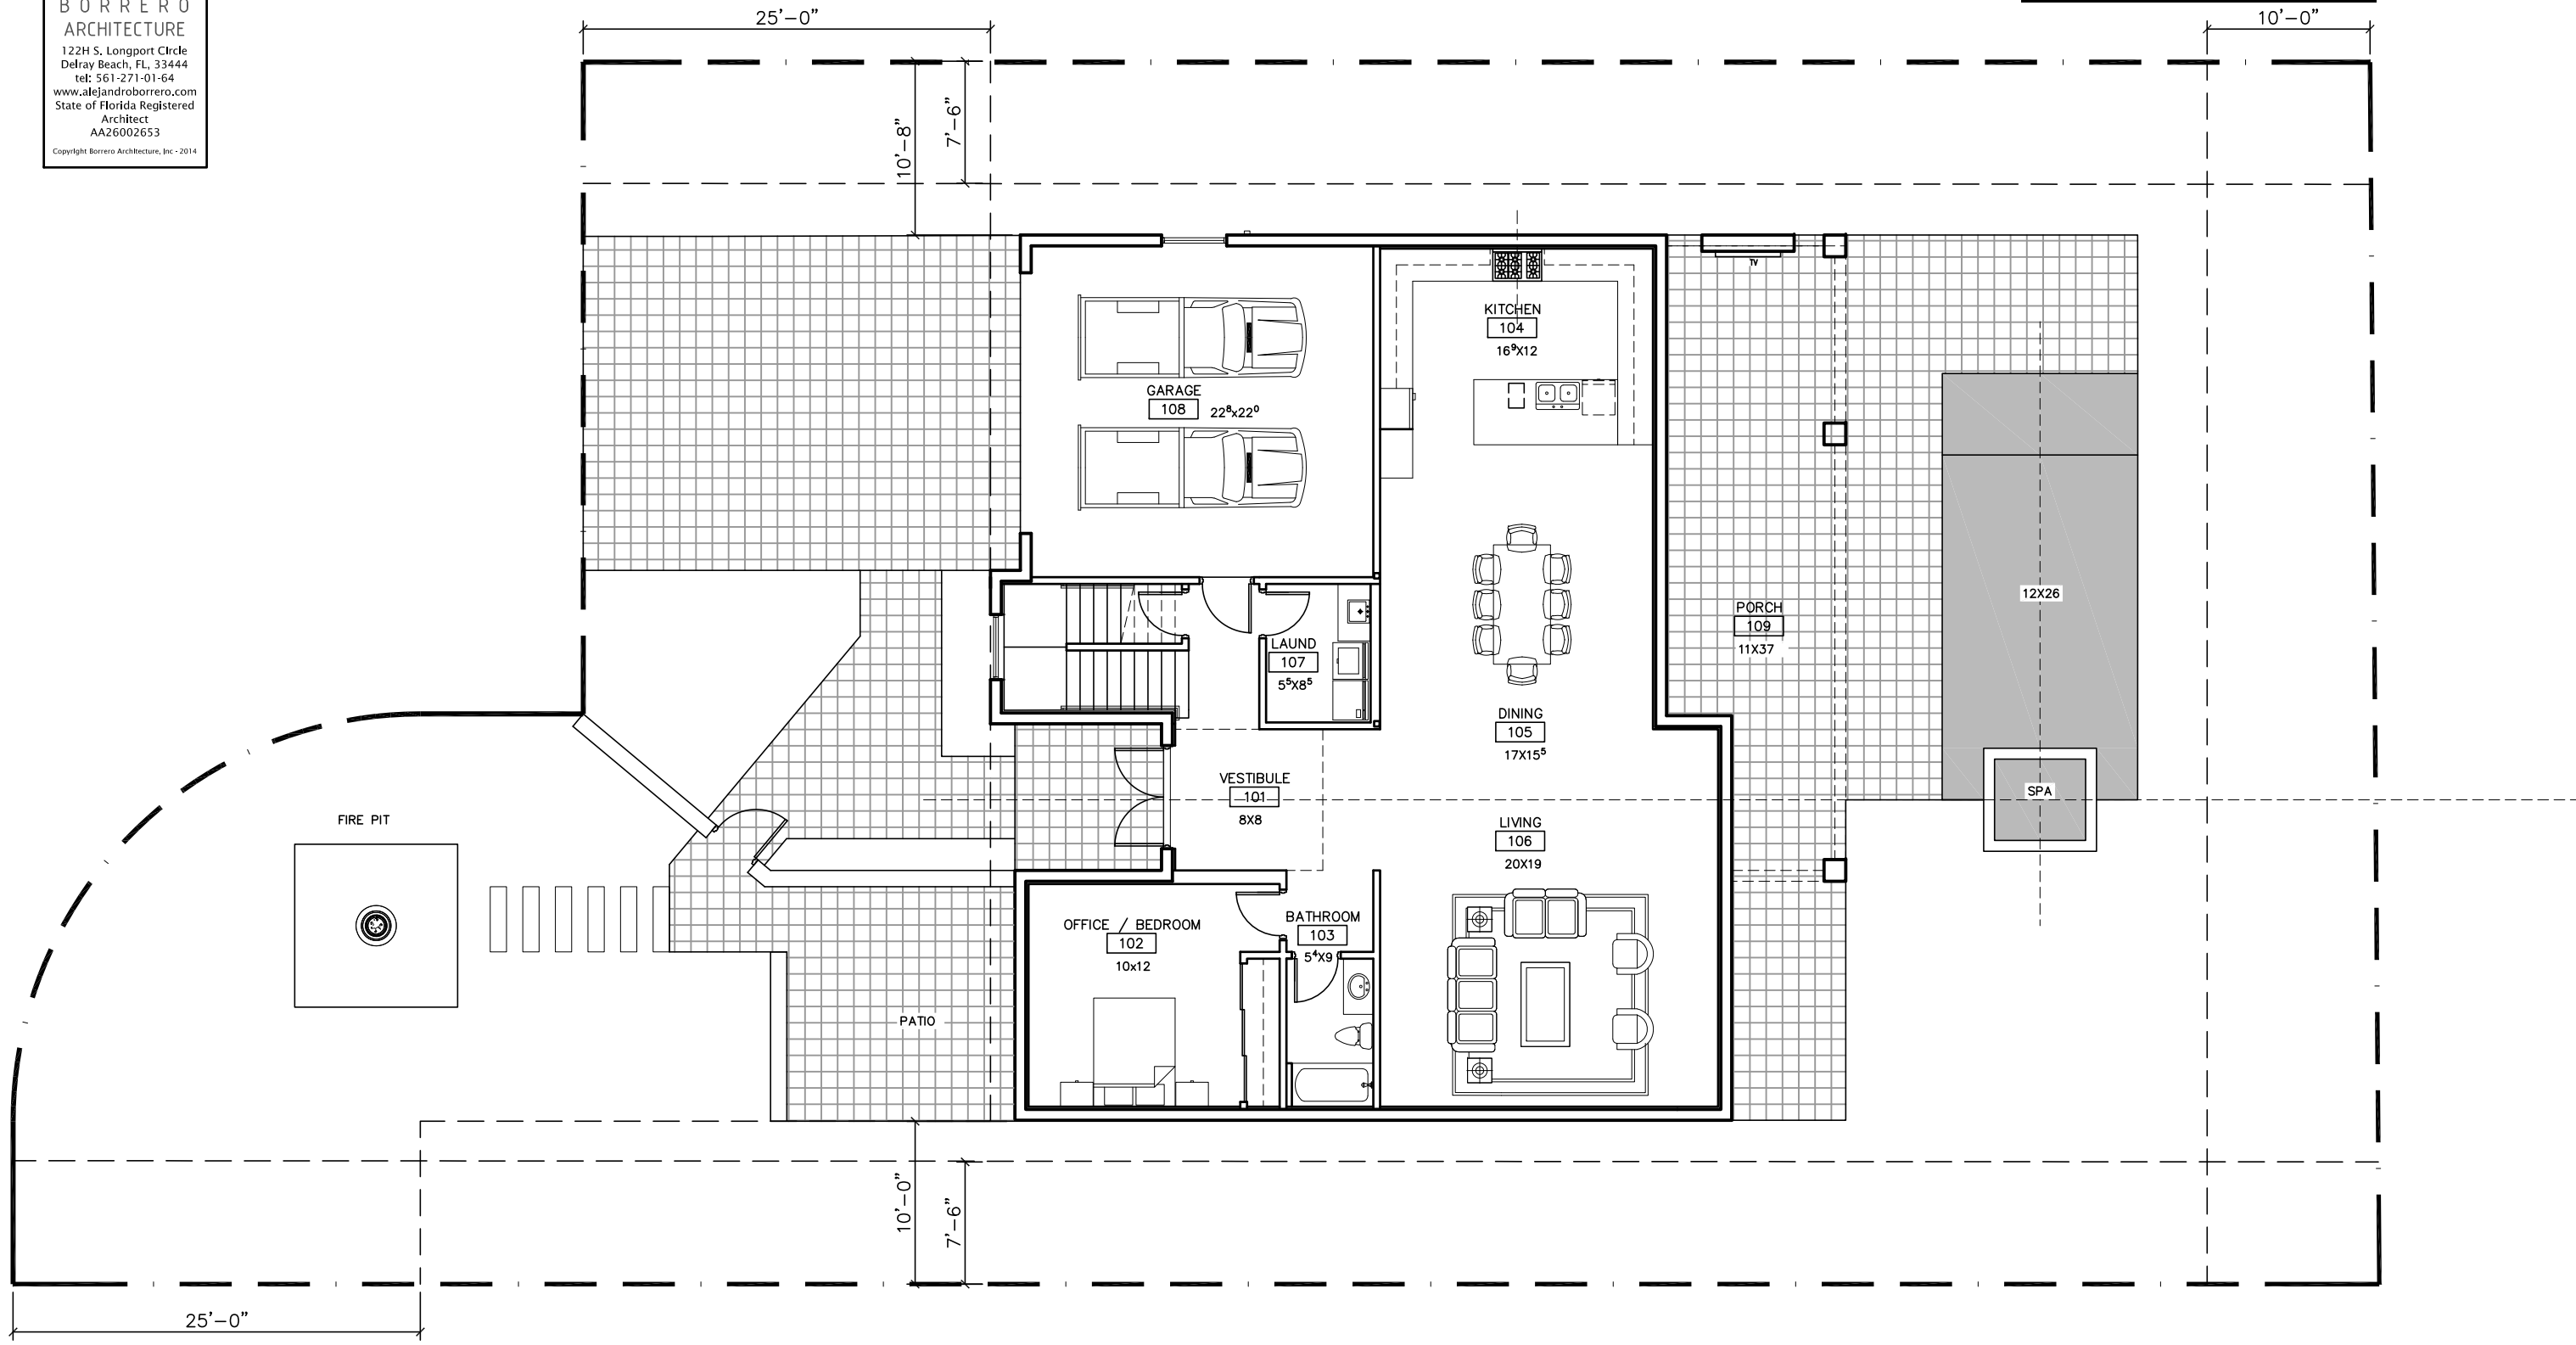 BORRERO
ARCHITECTURE
122H S. Longport Circle
Delray Beach, FL, 33444
tel: 561-271-01-64
www.alejandroborrero.com
State of Florida Registered
Architect
AA26002653
Copyright Borrero Architecture, Inc - 2014
25'-0"
10'-0"
10'-8"
7'-6"
TV
KITCHEN
104
16⁹X12
GARAGE
108 22⁸x22⁰
12X26
PORCH
109
11X37
LAUND
107
5⁵X8⁵
DINING
105
17X15⁵
VESTIBULE
101
8X8
SPA
FIRE PIT
LIVING
106
20X19
OFFICE / BEDROOM
102
10x12
BATHROOM
103
5⁴X9
PATIO
10'-0"
7'-6"
25'-0"